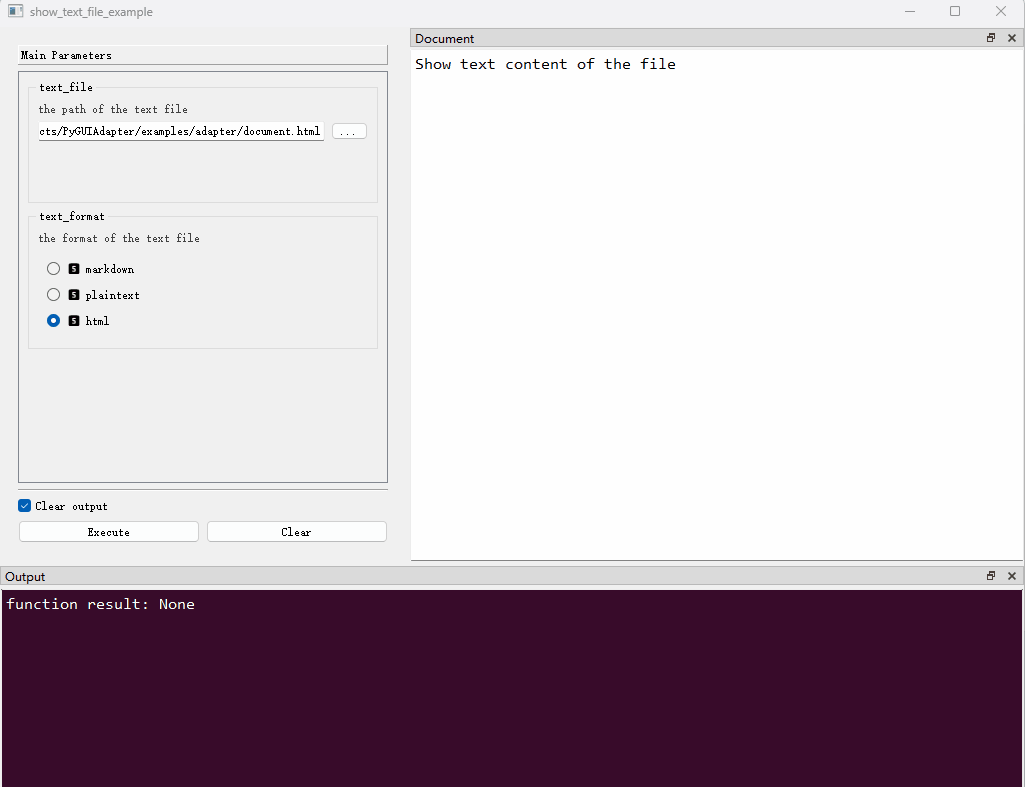 show_text_file_example
Main Parameters
text_file
the path of the text file
cts/PyGUIAdapter/examples/adapter/document.html
...
text_format
the format of the text file
S markdown
S plaintext
S html
Clear output
Execute
Clear
Document
Show text content of the file
Output
function result: None